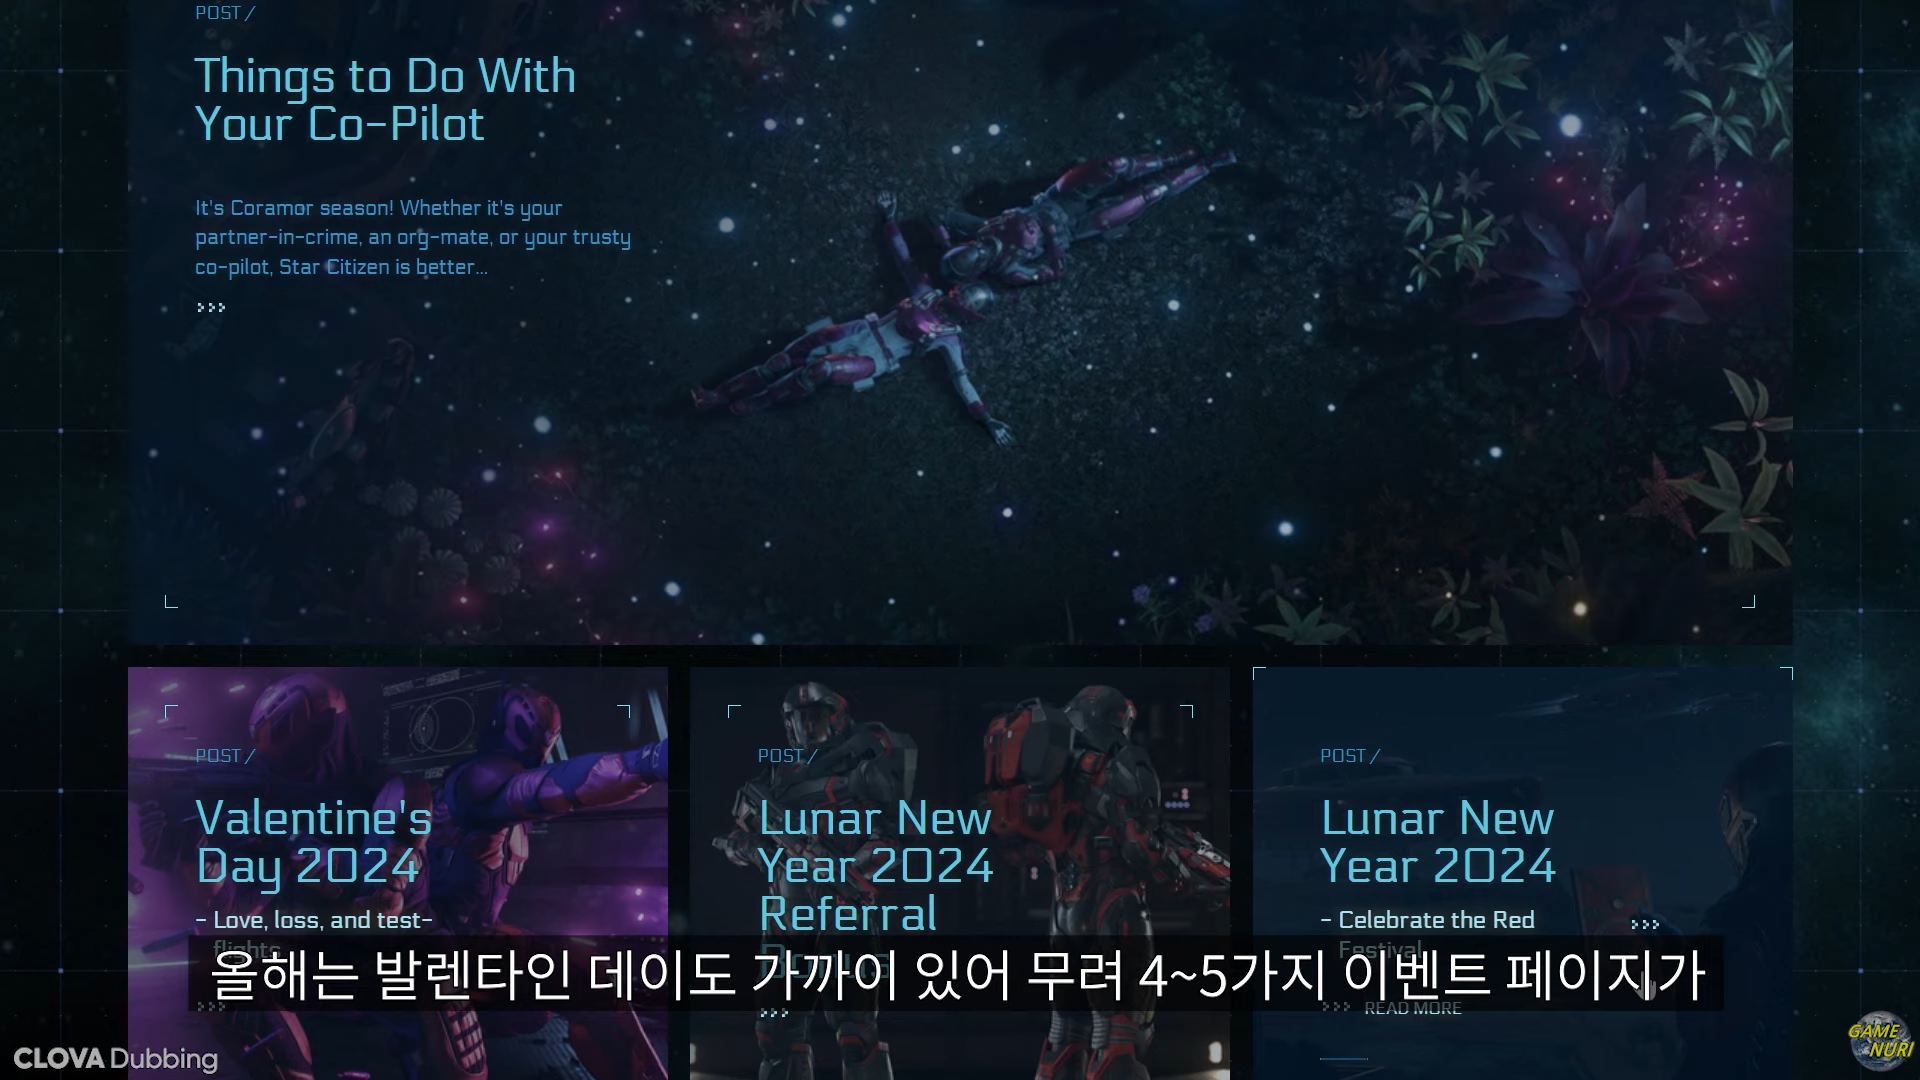 POST /
Things to Do With
Your Co-Pilot
It's Coramor season! Whether it's your
partner-in-crime, an org-mate, or your trusty
co-pilot, Star Citizen is better...
POST /
Valentine's
Day 2024
- Love, loss, and test-
flights
POST /
Lunar New
Year 2024
Referral
Bonus
POST /
Lunar New
Year 2024
- Celebrate the Red
Festival
READ MORE
올해는 발렌타인 데이도 가까이 있어 무려 4~5가지 이벤트 페이지가
CLOVA Dubbing
GAME
NURI